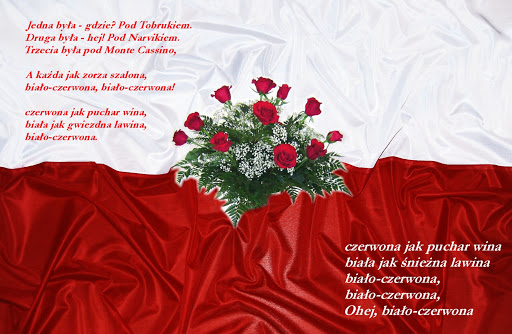 Jedna była - gdzie? Pod Tobrukiem.
Druga była - hej! Pod Narvikiem.
Trzecia była pod Monte Cassino,
A każda jak zorza szalona,
biało-czerwona, biało-czerwona!
czerwona jak puchar wina,
biała jak gwiezdna lawina,
biało-czerwona.
czerwona jak puchar wina
biała jak śnieżna lawina
biało-czerwona,
biało-czerwona,
Ohej, biało-czerwona